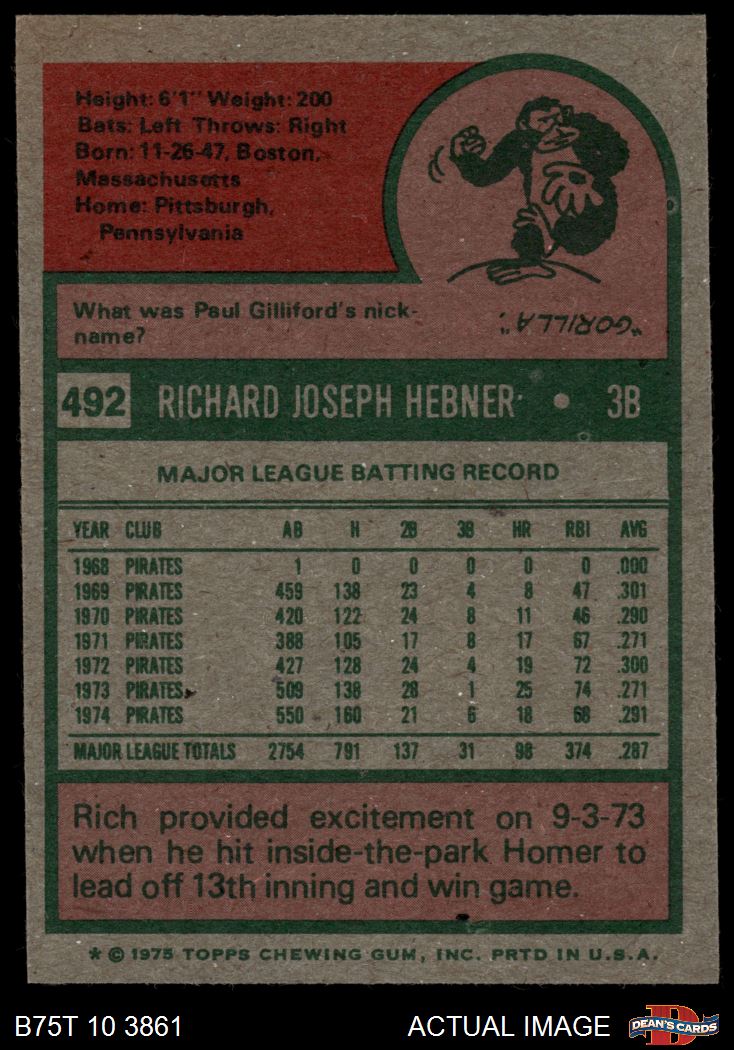 Height: 6'1" Weight: 200
Bats: Left Throws: Right
Born: 11-26-47, Boston,
Massachusetts
Home: Pittsburgh,
Pennsylvania
What was Paul Gilliford's nick-
name?
"GORILLA".
492 RICHARD JOSEPH HEBNER • 3B
MAJOR LEAGUE BATTING RECORD
YEAR CLUB AB H 2B 3B HR RBI AVG
1968 PIRATES 1 0 0 0 0 0 .000
1969 PIRATES 459 138 23 4 8 47 .301
1970 PIRATES 420 122 24 8 11 46 .290
1971 PIRATES 388 105 17 8 17 67 .271
1972 PIRATES 427 128 24 4 19 72 .300
1973 PIRATES 509 138 28 1 25 74 .271
1974 PIRATES 550 160 21 6 18 68 .291
MAJOR LEAGUE TOTALS 2754 791 137 31 98 374 .287
Rich provided excitement on 9-3-73
when he hit inside-the-park Homer to
lead off 13th inning and win game.
* © 1975 TOPPS CHEWING GUM, INC. PRTD IN U.S.A.
B75T 10 3861 ACTUAL IMAGE DEAN'S CARDS